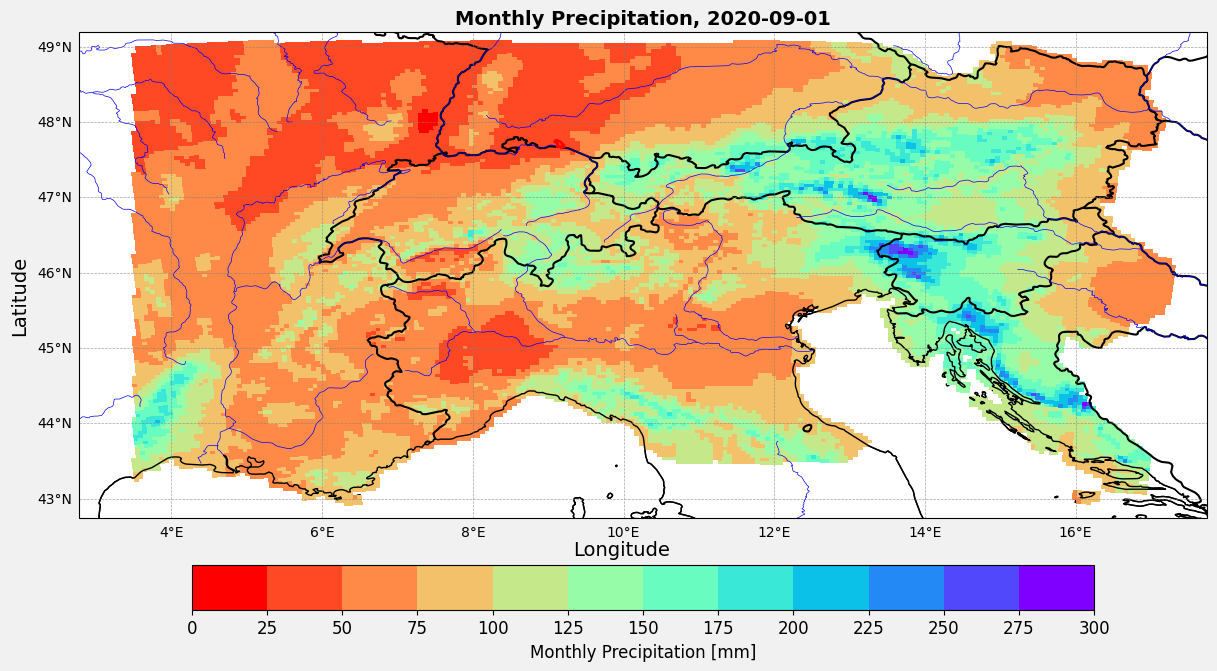 Monthly Precipitation, 2020-09-01
49°N
48°N
47°N
46°N
45°N
44°N
43°N
Latitude
4°E 6°E 8°E 10°E 12°E 14°E 16°E
Longitude
0 25 50 75 100 125 150 175 200 225 250 275 300
Monthly Precipitation [mm]